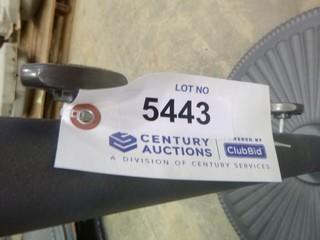 LOT NO
5443
CENTURY
AUCTIONS
POWERED BY
ClubBid
A DIVISION OF CENTURY SERVICES